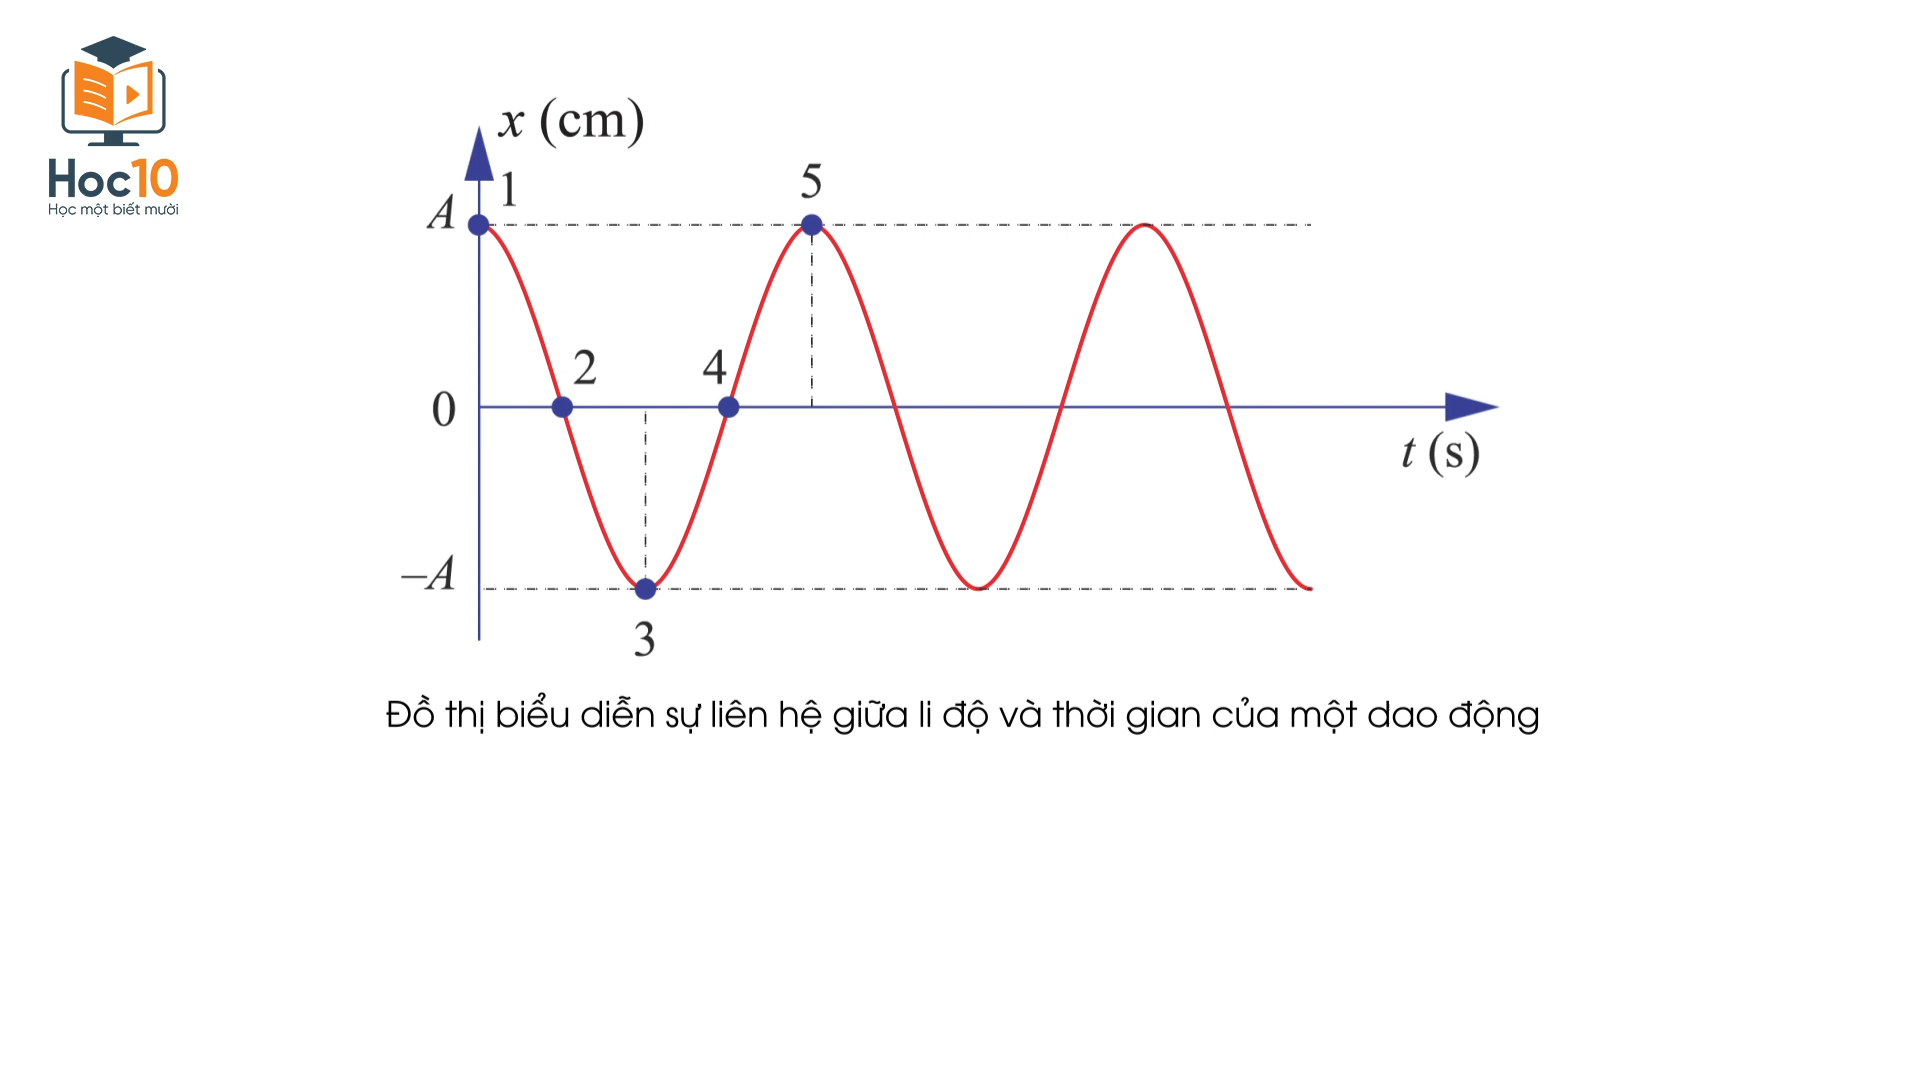 Hoc10
Học một biết mười
x (cm)
1
5
A
2
4
0
t (s)
–A
3
Đồ thị biểu diễn sự liên hệ giữa li độ và thời gian của một dao động